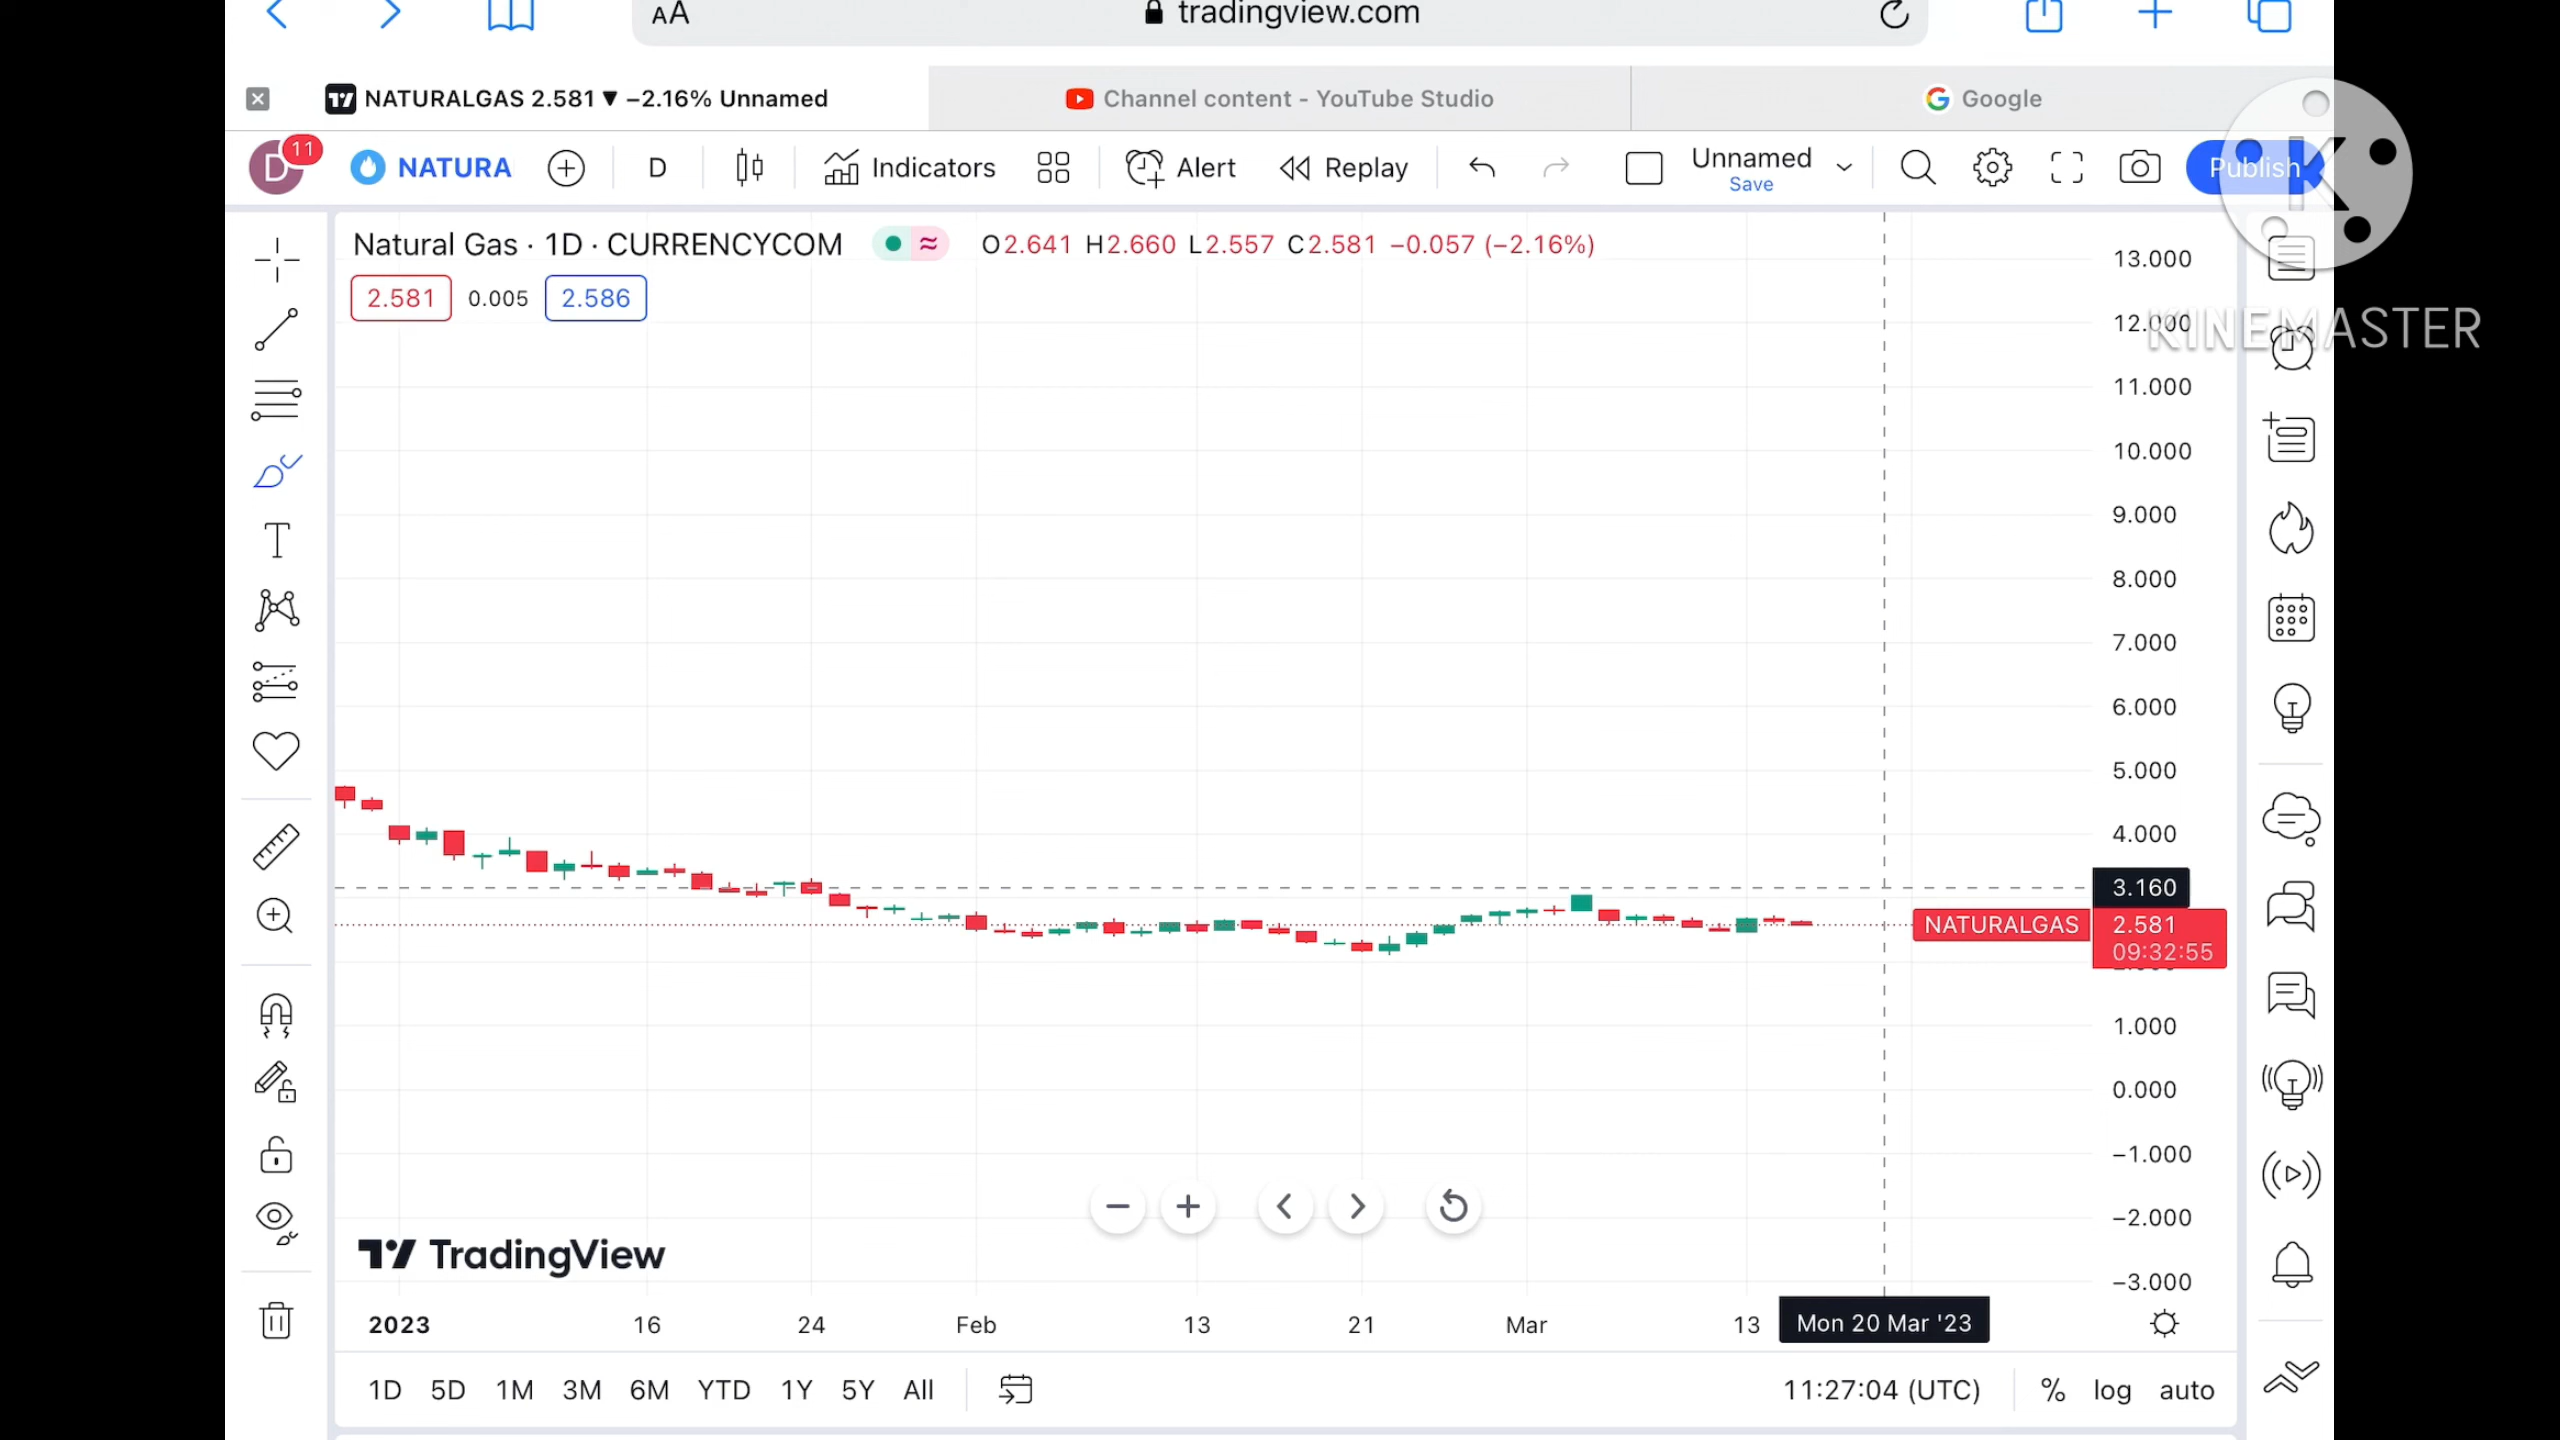 AA
tradingview.com
NATURALGAS 2.581 ▼ −2.16% Unnamed
Channel content - YouTube Studio
Google
D
11
NATURA
D
Indicators
Alert
Replay
Unnamed
Save
Publish
K
KINEMASTER
Natural Gas · 1D · CURRENCYCOM
O2.641 H2.660 L2.557 C2.581 −0.057 (−2.16%)
2.581
0.005
2.586
13.000
12.000
11.000
10.000
9.000
8.000
7.000
6.000
5.000
4.000
3.160
NATURALGAS
2.581
09:32:55
1.000
0.000
−1.000
−2.000
−3.000
TradingView
2023
16
24
Feb
13
21
Mar
13
Mon 20 Mar '23
1D
5D
1M
3M
6M
YTD
1Y
5Y
All
11:27:04 (UTC)
%
log
auto